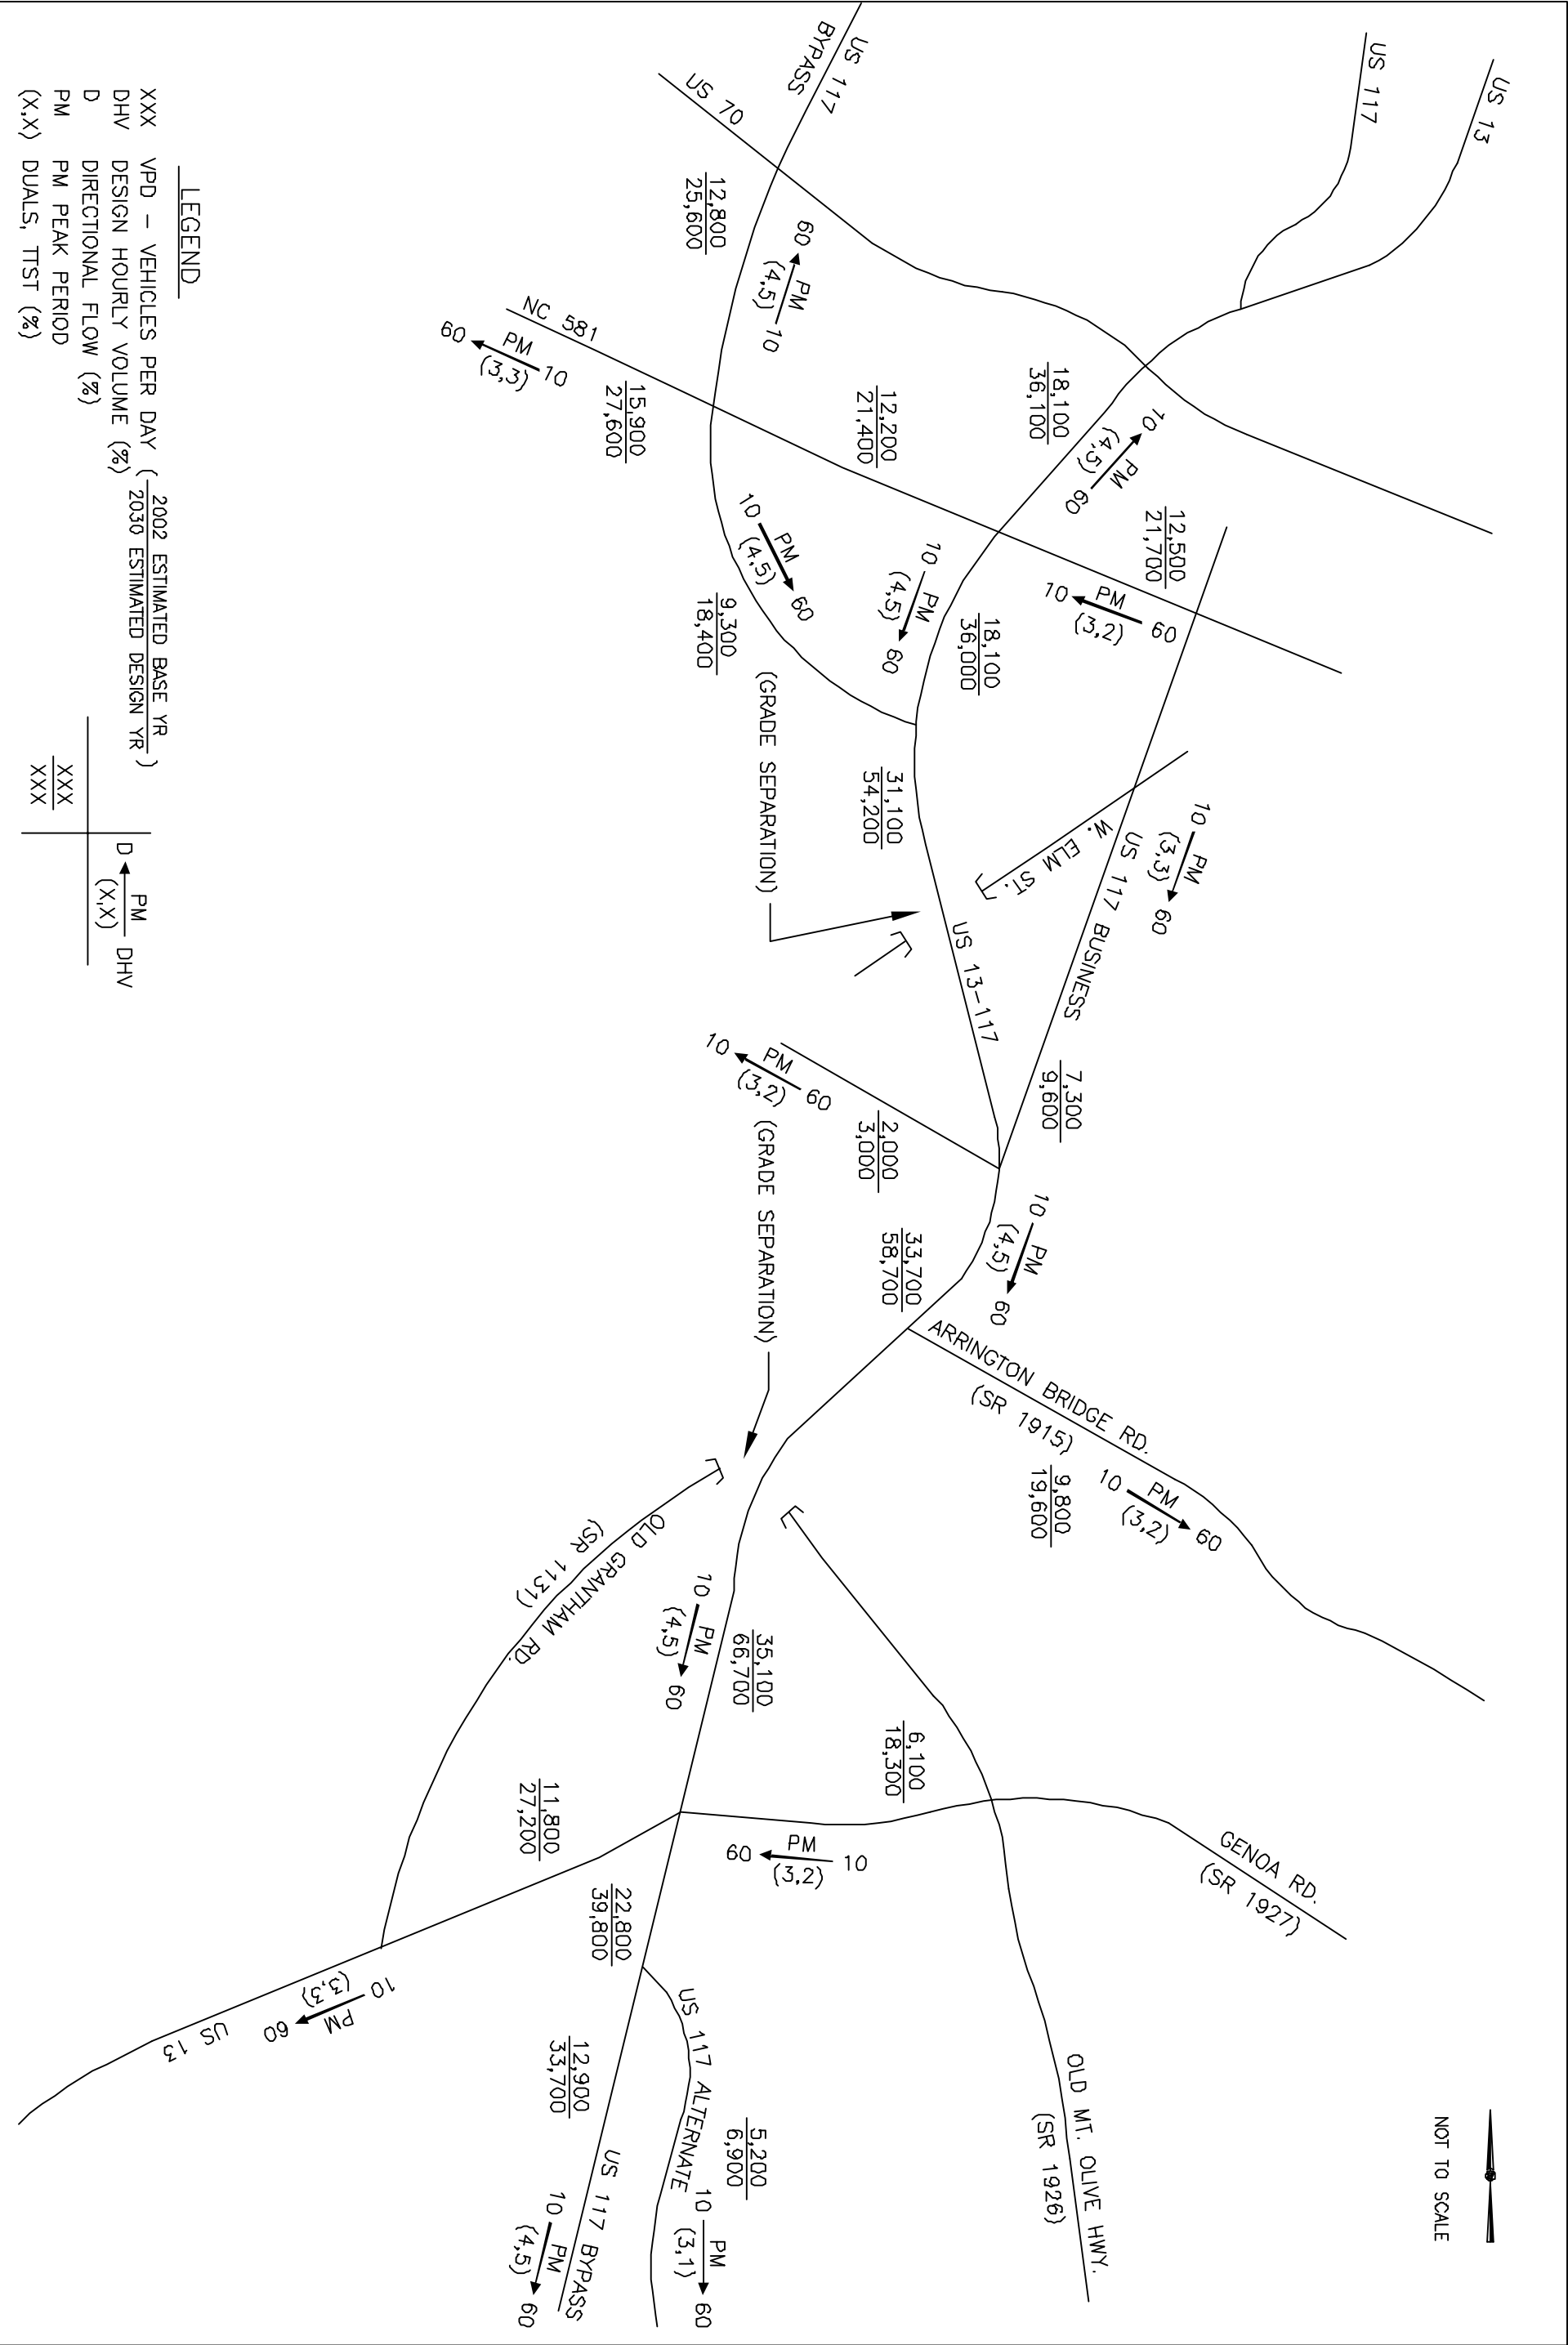 US 117
BYPASS
US 70
US 117
US 13
12,800
25,600
60 PM 10
(4,5)
NC 581
60 PM 10
(3,3)
15,900
27,600
12,200
21,400
18,100
36,100
10 PM 60
(4,5)
12,500
21,700
10 PM 60
(3,2)
10 PM 60
(4,5)
10 PM 60
(4,5)
18,100
36,000
9,300
18,400
(GRADE SEPARATION)
31,100
54,200
W. ELM ST.
US 117 BUSINESS
10 PM 60
(3,3)
US 13-117
7,300
9,600
10 PM 60
(3,2)
2,000
3,000
(GRADE SEPARATION)
10 PM 60
(4,5)
33,700
58,700
ARRINGTON BRIDGE RD.
(SR 1915)
9,800
19,600
10 PM 60
(3,2)
OLD GRANTHAM RD.
(SR 1131)
10 PM 60
(4,5)
35,100
66,700
6,100
18,300
60 PM 10
(3,2)
GENOA RD.
(SR 1927)
11,800
27,200
22,800
39,800
10 PM 60
(3,3)
US 13
12,900
33,700
US 117 ALTERNATE
5,200
6,900
10 PM 60
(3,1)
US 117 BYPASS
10 PM 60
(4,5)
OLD MT. OLIVE HWY.
(SR 1926)
NOT TO SCALE
LEGEND
XXX VPD - VEHICLES PER DAY ( 2002 ESTIMATED BASE YR
2030 ESTIMATED DESIGN YR )
DHV DESIGN HOURLY VOLUME (%)
D DIRECTIONAL FLOW (%)
PM PM PEAK PERIOD
(X,X) DUALS, TTST (%)
D PM DHV
(X,X)
XXX
XXX